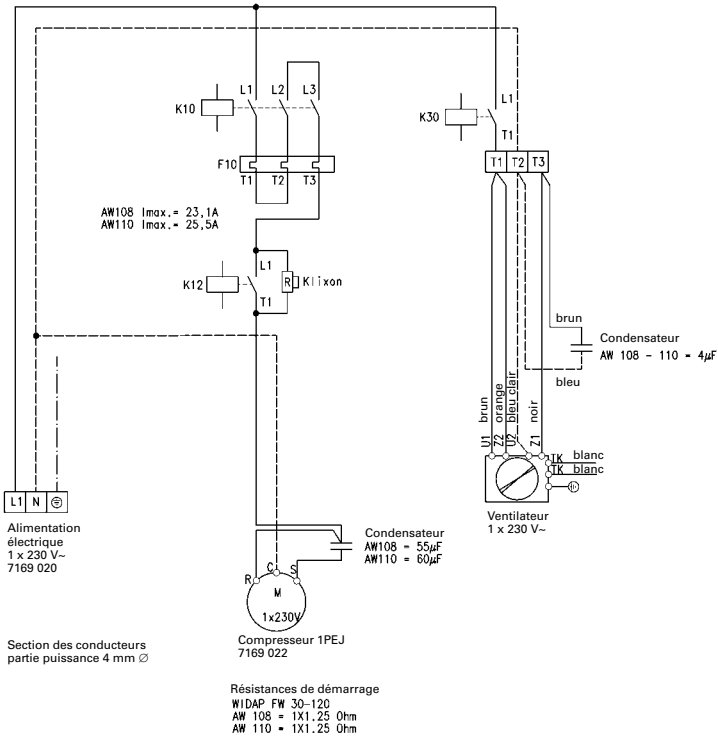 L1 L2 L3
K10
L1
K30
T1
F10
T1 T2 T3
T1 T2 T3
AW108 Imax.= 23,1A
AW110 Imax.= 25,5A
L1
K12
R Klixon
T1
brun
Condensateur
AW 108 - 110 = 4µF
bleu
brun
orange
bleu clair
noir
U1
Z2
U2
Z1
TK blanc
TK blanc
L1 N
Alimentation
électrique
1 x 230 V~
7169 020
Ventilateur
1 x 230 V~
Condensateur
AW108 = 55µF
AW110 = 60µF
R C S
M
1x230V
Compresseur 1PEJ
7169 022
Section des conducteurs
partie puissance 4 mm ∅
Résistances de démarrage
WIDAP FW 30-120
AW 108 = 1X1.25 Ohm
AW 110 = 1X1.25 Ohm